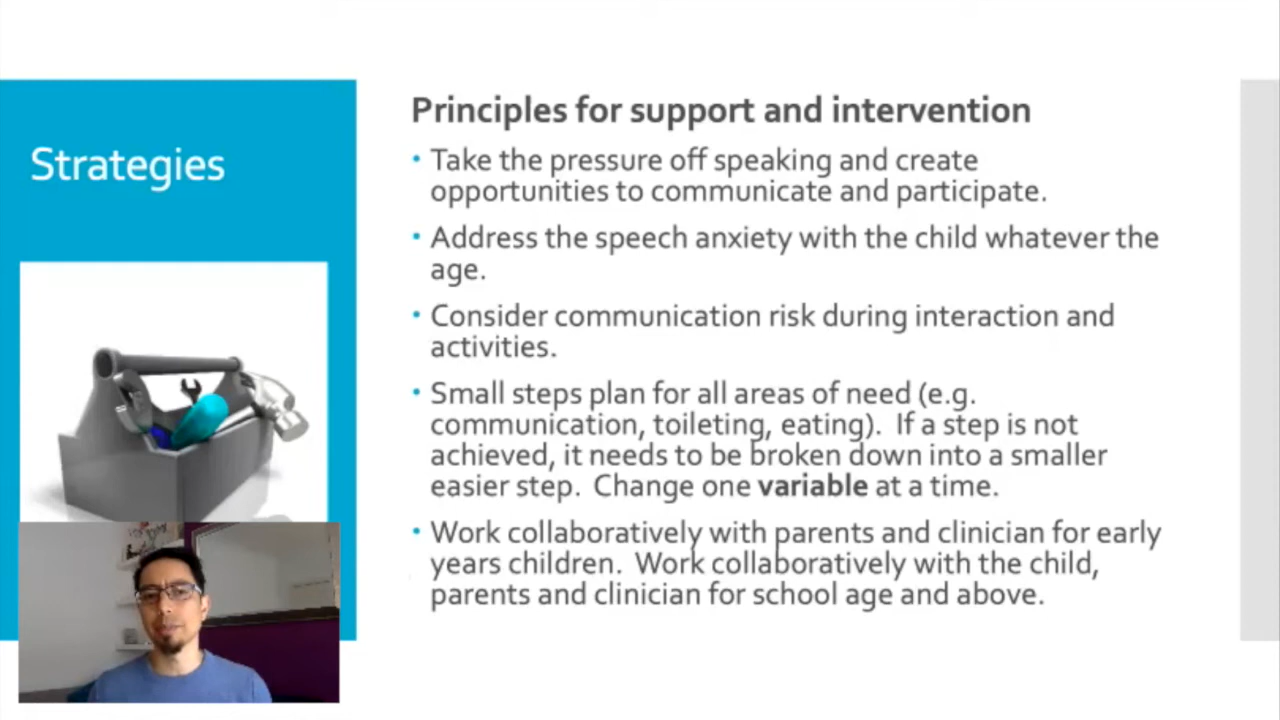 Strategies
Principles for support and intervention
• Take the pressure off speaking and create
opportunities to communicate and participate.
• Address the speech anxiety with the child whatever the
age.
• Consider communication risk during interaction and
activities.
• Small steps plan for all areas of need (e.g.
communication, toileting, eating).  If a step is not
achieved, it needs to be broken down into a smaller
easier step.  Change one variable at a time.
• Work collaboratively with parents and clinician for early
years children.  Work collaboratively with the child,
parents and clinician for school age and above.